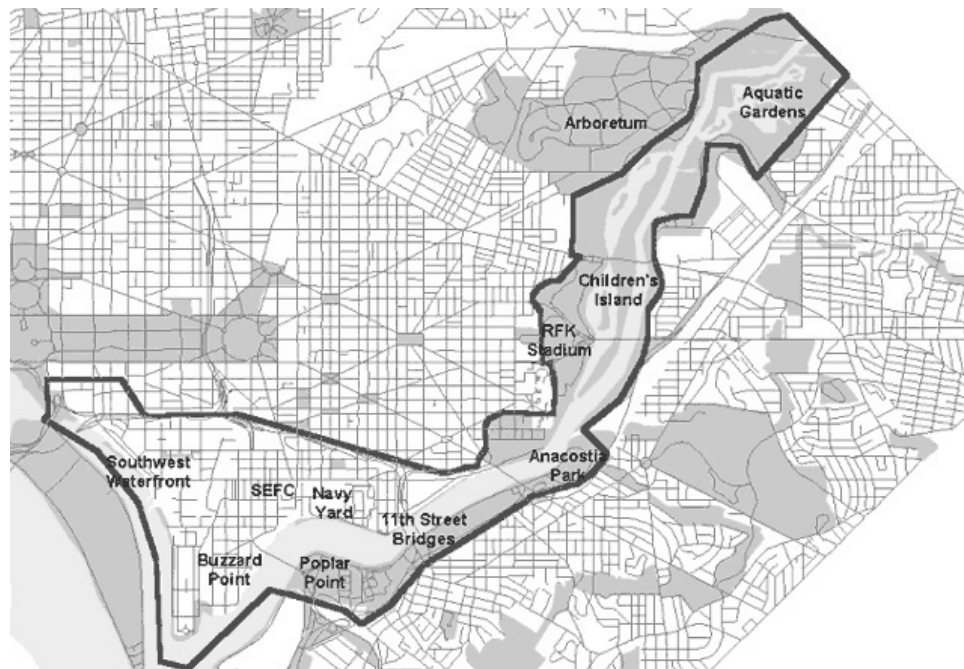 Aquatic
Gardens
Arboretum
Children's
Island
RFK
Stadium
Anacostia
Park
Southwest
Waterfront
SEFC
Navy
Yard
11th Street
Bridges
Buzzard
Point
Poplar
Point